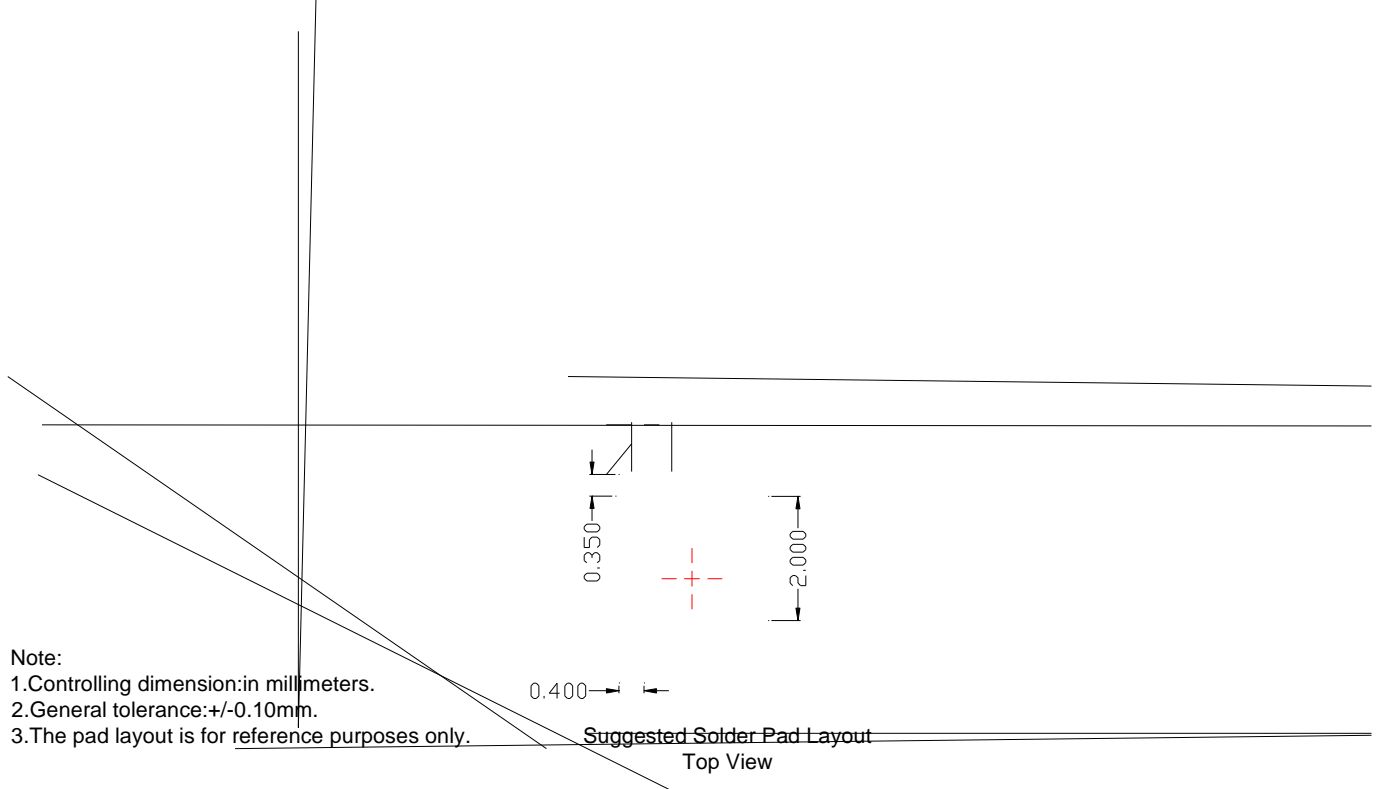 0.350
2.000
0.400
Note:
1.Controlling dimension:in millimeters.
2.General tolerance:+/-0.10mm.
3.The pad layout is for reference purposes only.
Suggested Solder Pad Layout
Top View